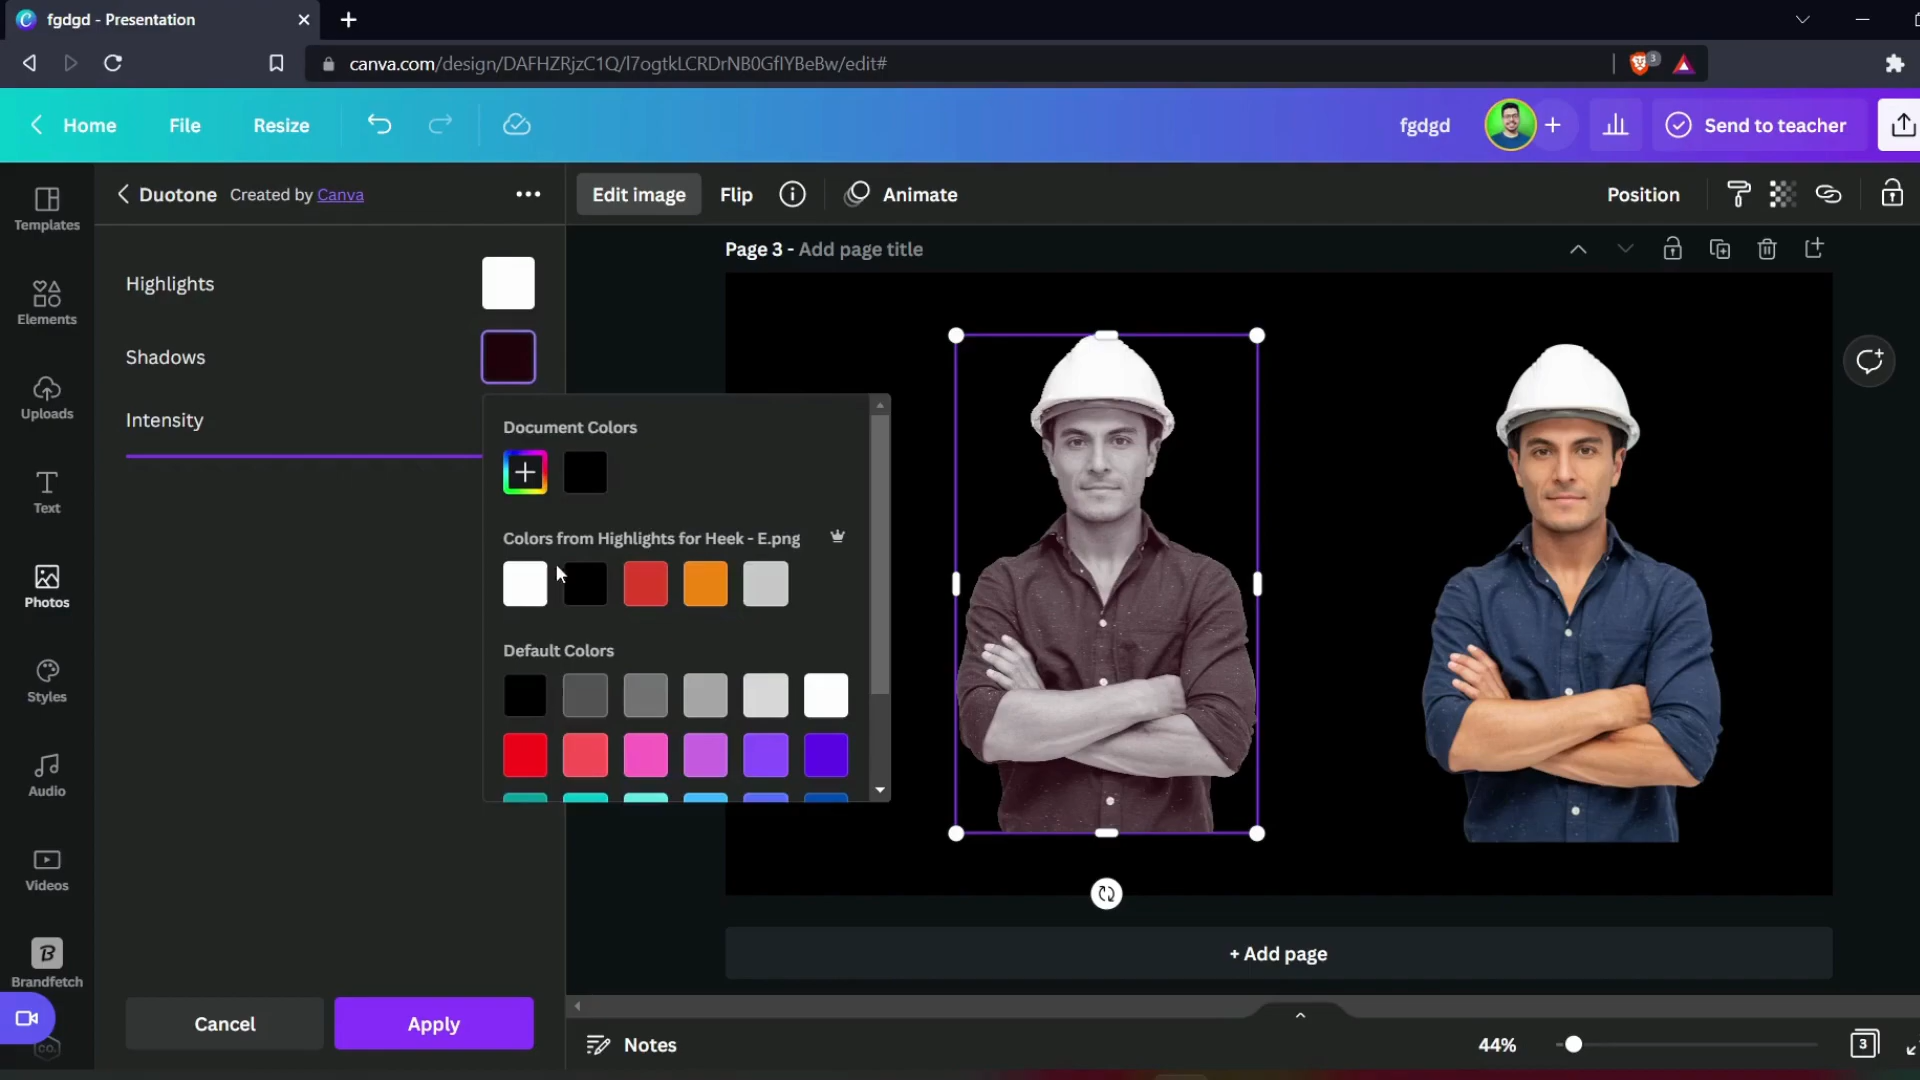 fgdgd - Presentation
canva.com/design/DAFHZRjzC1Q/l7ogtkLCRDrNB0GflYBeBw/edit#
3
Home
File
Resize
fgdgd
Send to teacher
Templates
Elements
Uploads
Text
Photos
Styles
Audio
Videos
Brandfetch
co.
Duotone Created by Canva
Highlights
Shadows
Intensity
Cancel
Apply
Document Colors
Colors from Highlights for Heek - E.png
Default Colors
Edit image
Flip
Animate
Position
Page 3 - Add page title
+ Add page
Notes
44%
3